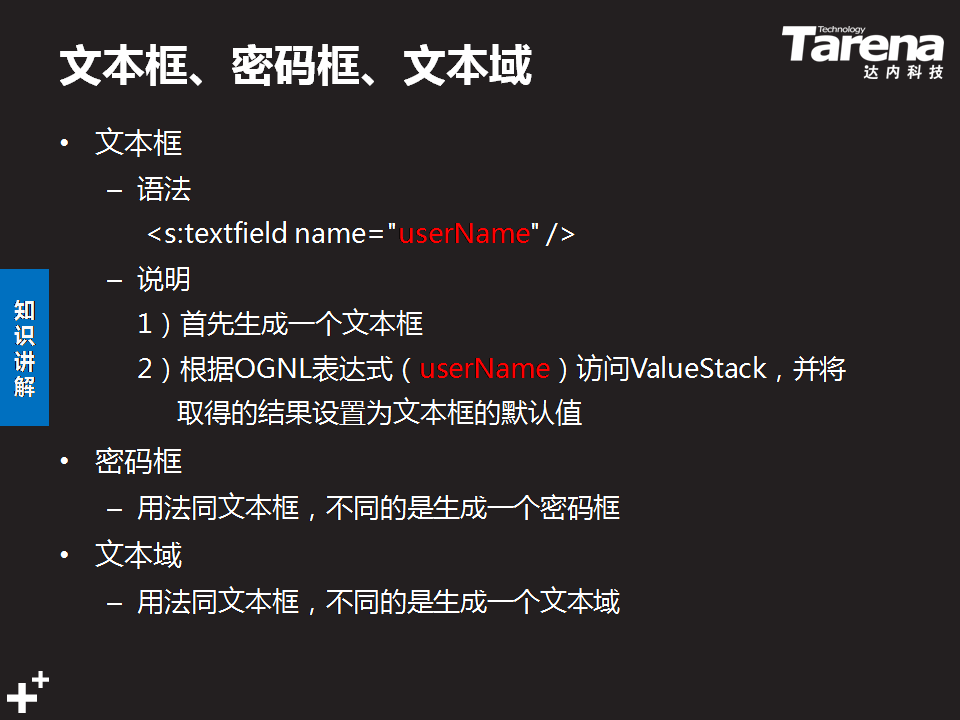 文本框、密码框、文本域
Technology
Tarena
达内科技
• 文本框
– 语法
<s:textfield name="userName" />
– 说明
1）首先生成一个文本框
2）根据OGNL表达式（userName）访问ValueStack，并将
取得的结果设置为文本框的默认值
• 密码框
– 用法同文本框，不同的是生成一个密码框
• 文本域
– 用法同文本框，不同的是生成一个文本域
知识讲解